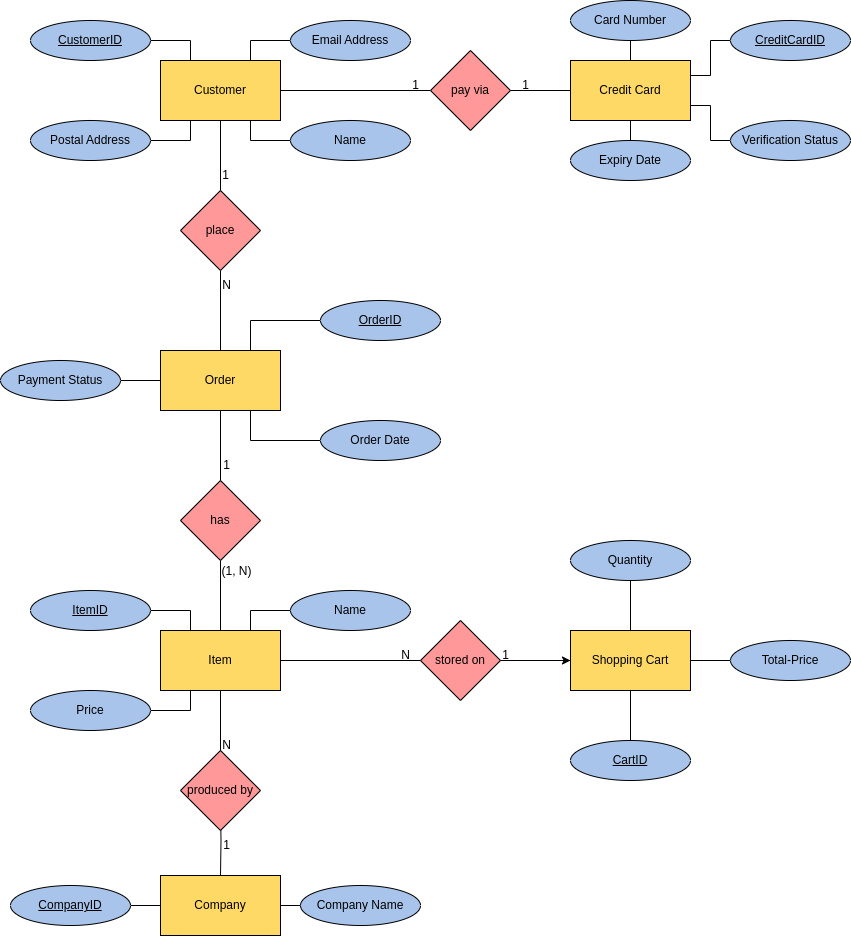 Card Number
CustomerID
Email Address
CreditCardID
Customer
1
pay via
1
Credit Card
Postal Address
Name
Verification Status
Expiry Date
1
place
N
OrderID
Payment Status
Order
Order Date
1
has
(1, N)
Quantity
ItemID
Name
Item
N
stored on
1
Shopping Cart
Total-Price
Price
N
CartID
produced by
1
CompanyID
Company
Company Name